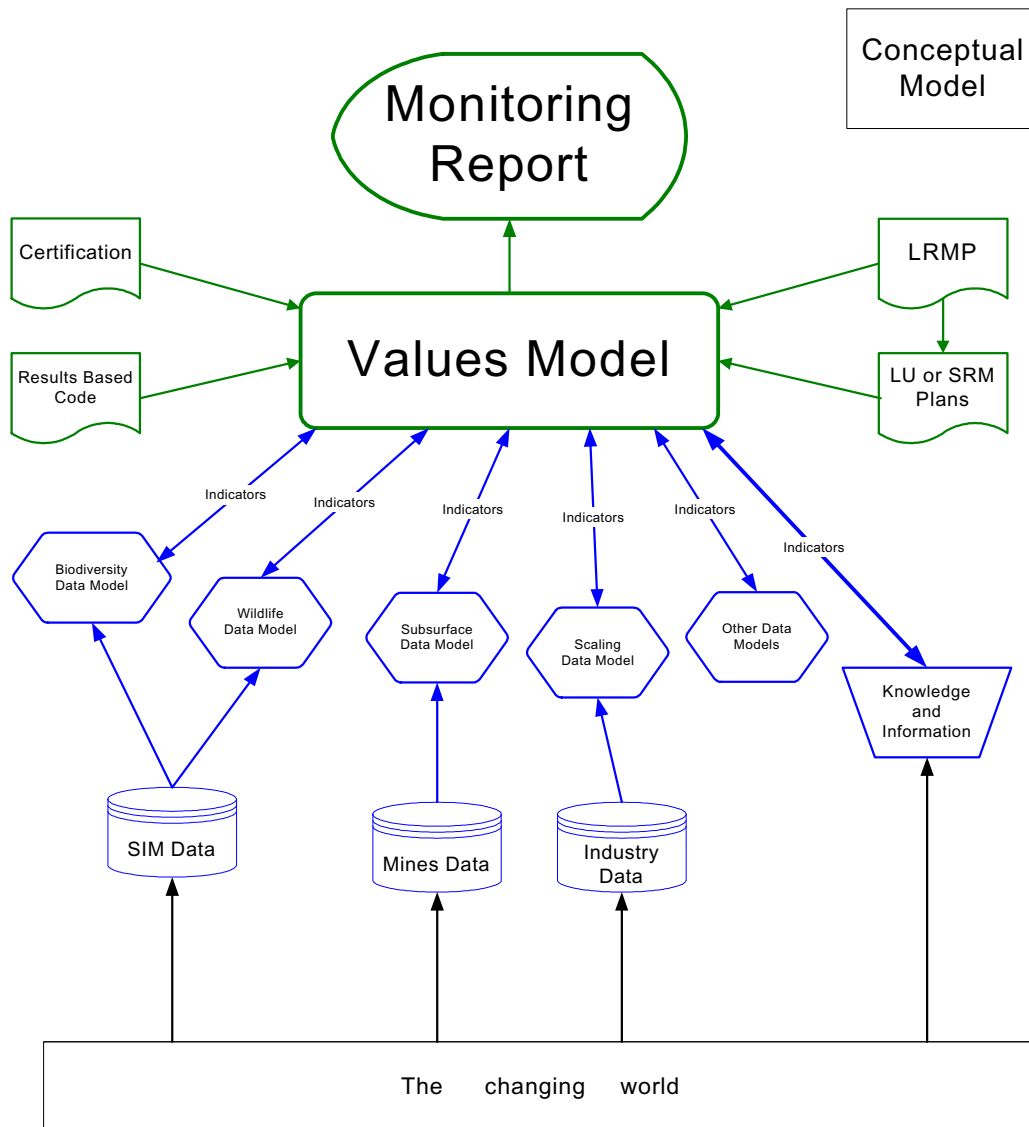 Conceptual
Model
Monitoring
Report
Certification
LRMP
Values Model
Results Based
Code
LU or SRM
Plans
Indicators
Indicators
Indicators
Indicators
Indicators
Indicators
Biodiversity
Data Model
Wildlife
Data Model
Subsurface
Data Model
Scaling
Data Model
Other Data
Models
Knowledge
and
Information
SIM Data
Mines Data
Industry
Data
The changing world